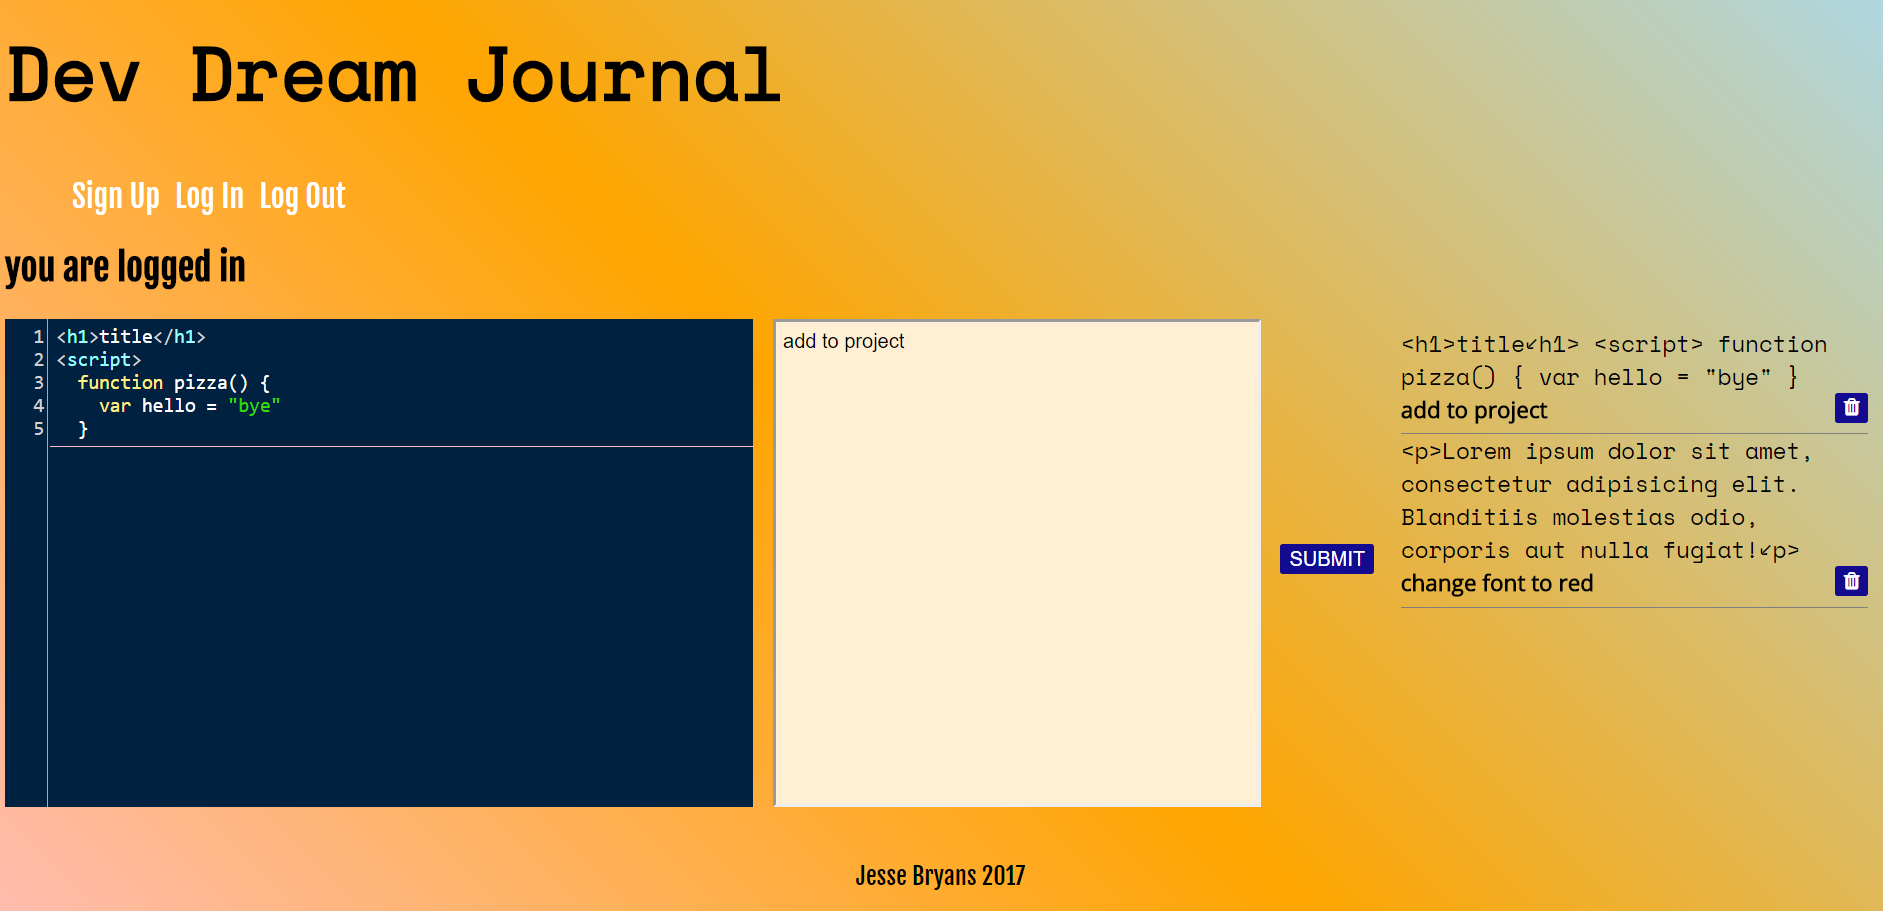 Dev Dream Journal
Sign Up Log In Log Out
you are logged in
1 <h1>title</h1>
2 <script>
3   function pizza() {
4     var hello = "bye"
5   }
add to project
SUBMIT
<h1>title</h1> <script> function
pizza() { var hello = "bye" }
add to project
<p>Lorem ipsum dolor sit amet,
consectetur adipisicing elit.
Blanditiis molestias odio,
corporis aut nulla fugiat!</p>
change font to red
Jesse Bryans 2017